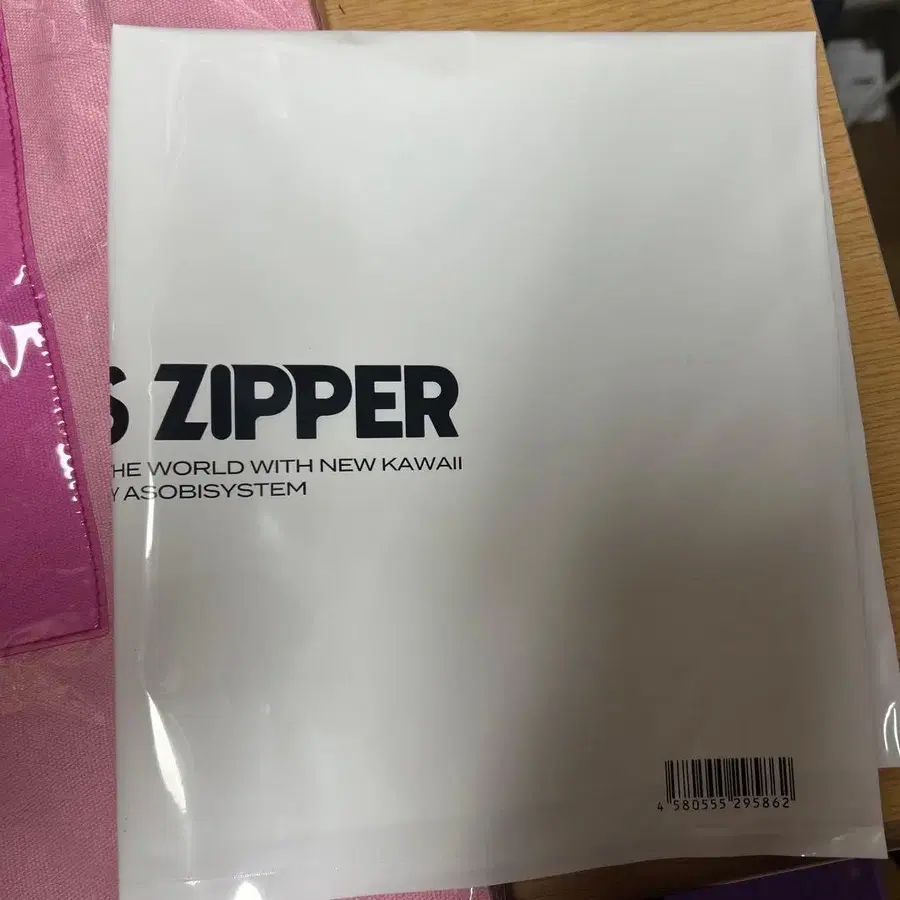 S ZIPPER
HE WORLD WITH NEW KAWAII
Y ASOBISYSTEM
4 580555 295862